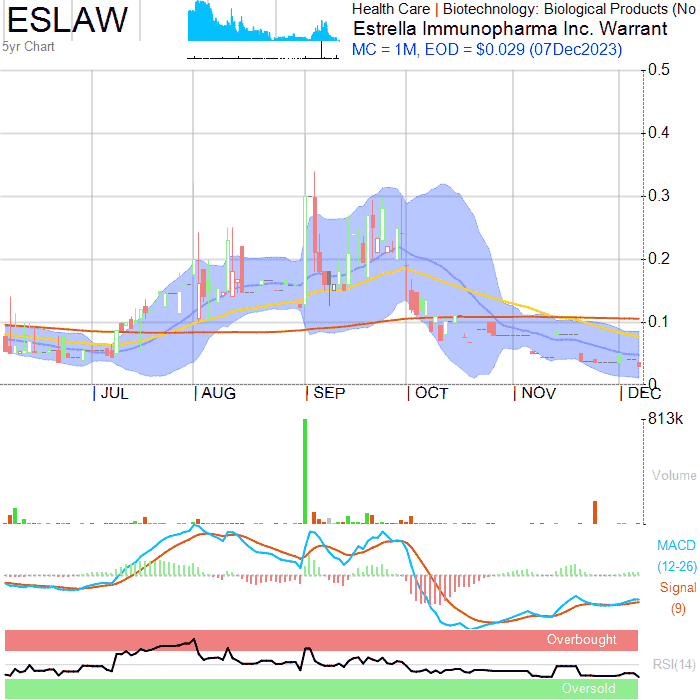 ESLAW
5yr Chart
Health Care | Biotechnology: Biological Products (No
Estrella Immunopharma Inc. Warrant
MC = 1M, EOD = $0.029 (07Dec2023)
0.5
0.4
0.3
0.2
0.1
0
JUL AUG SEP OCT NOV DEC
813k
Volume
MACD
(12-26)
Signal
(9)
Overbought
RSI(14)
Oversold